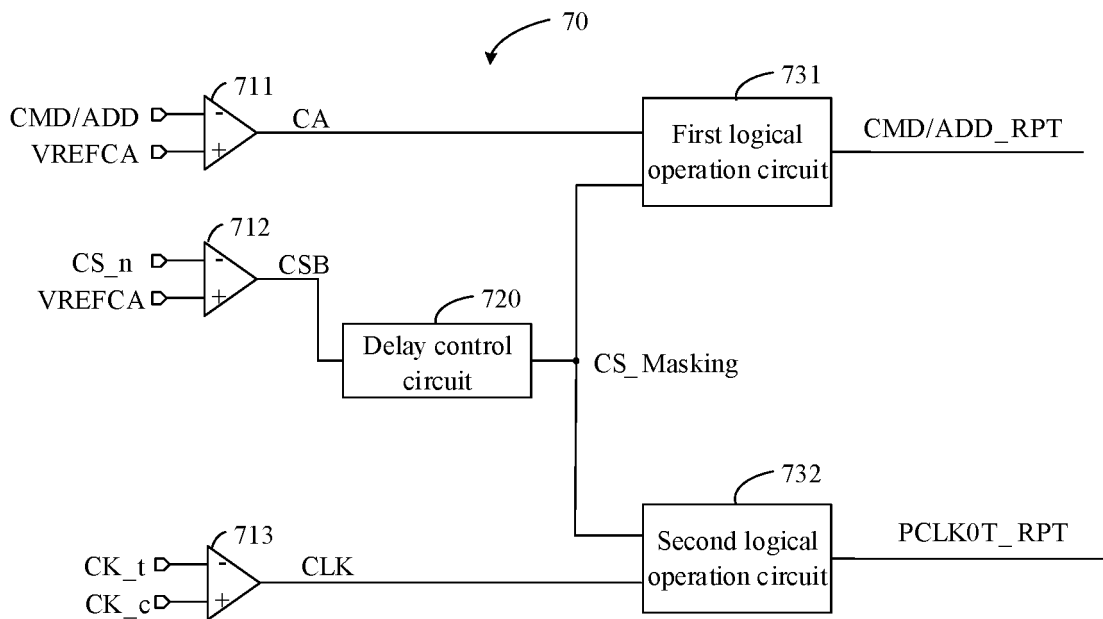 70
711
CMD/ADD
-
VREFCA
+
CA
731
First logical
operation circuit
CMD/ADD_RPT
712
CS_n
-
VREFCA
+
CSB
720
Delay control
circuit
CS_Masking
732
713
CK_t
-
CK_c
+
CLK
Second logical
operation circuit
PCLK0T_RPT